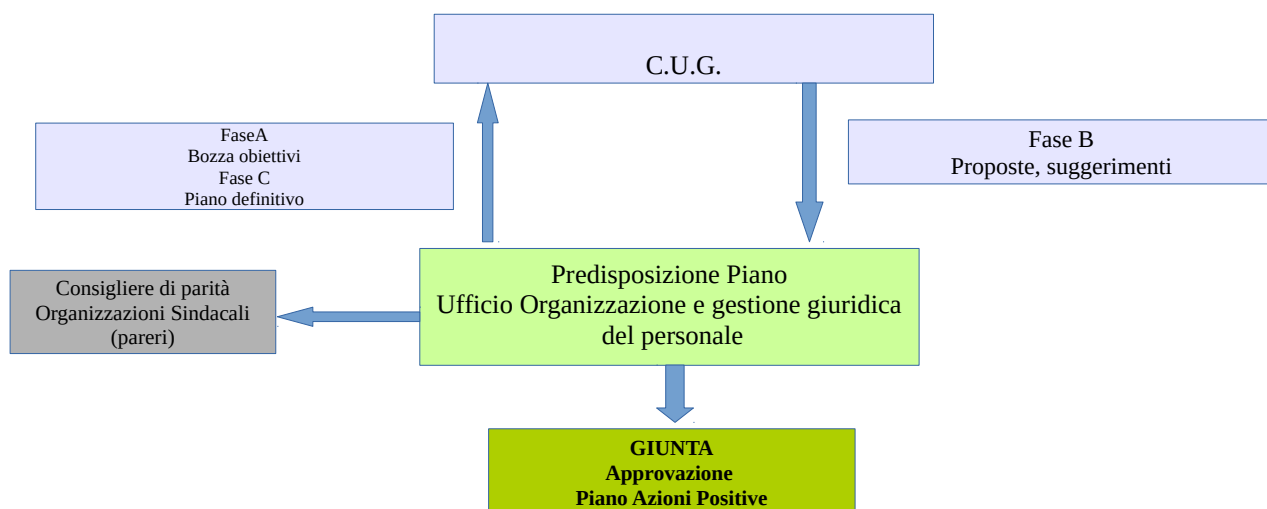 C.U.G.
FaseA
Bozza obiettivi
Fase C
Piano definitivo
Fase B
Proposte, suggerimenti
Predisposizione Piano
Ufficio Organizzazione e gestione giuridica
del personale
Consigliere di parità
Organizzazioni Sindacali
(pareri)
GIUNTA
Approvazione
Piano Azioni Positive